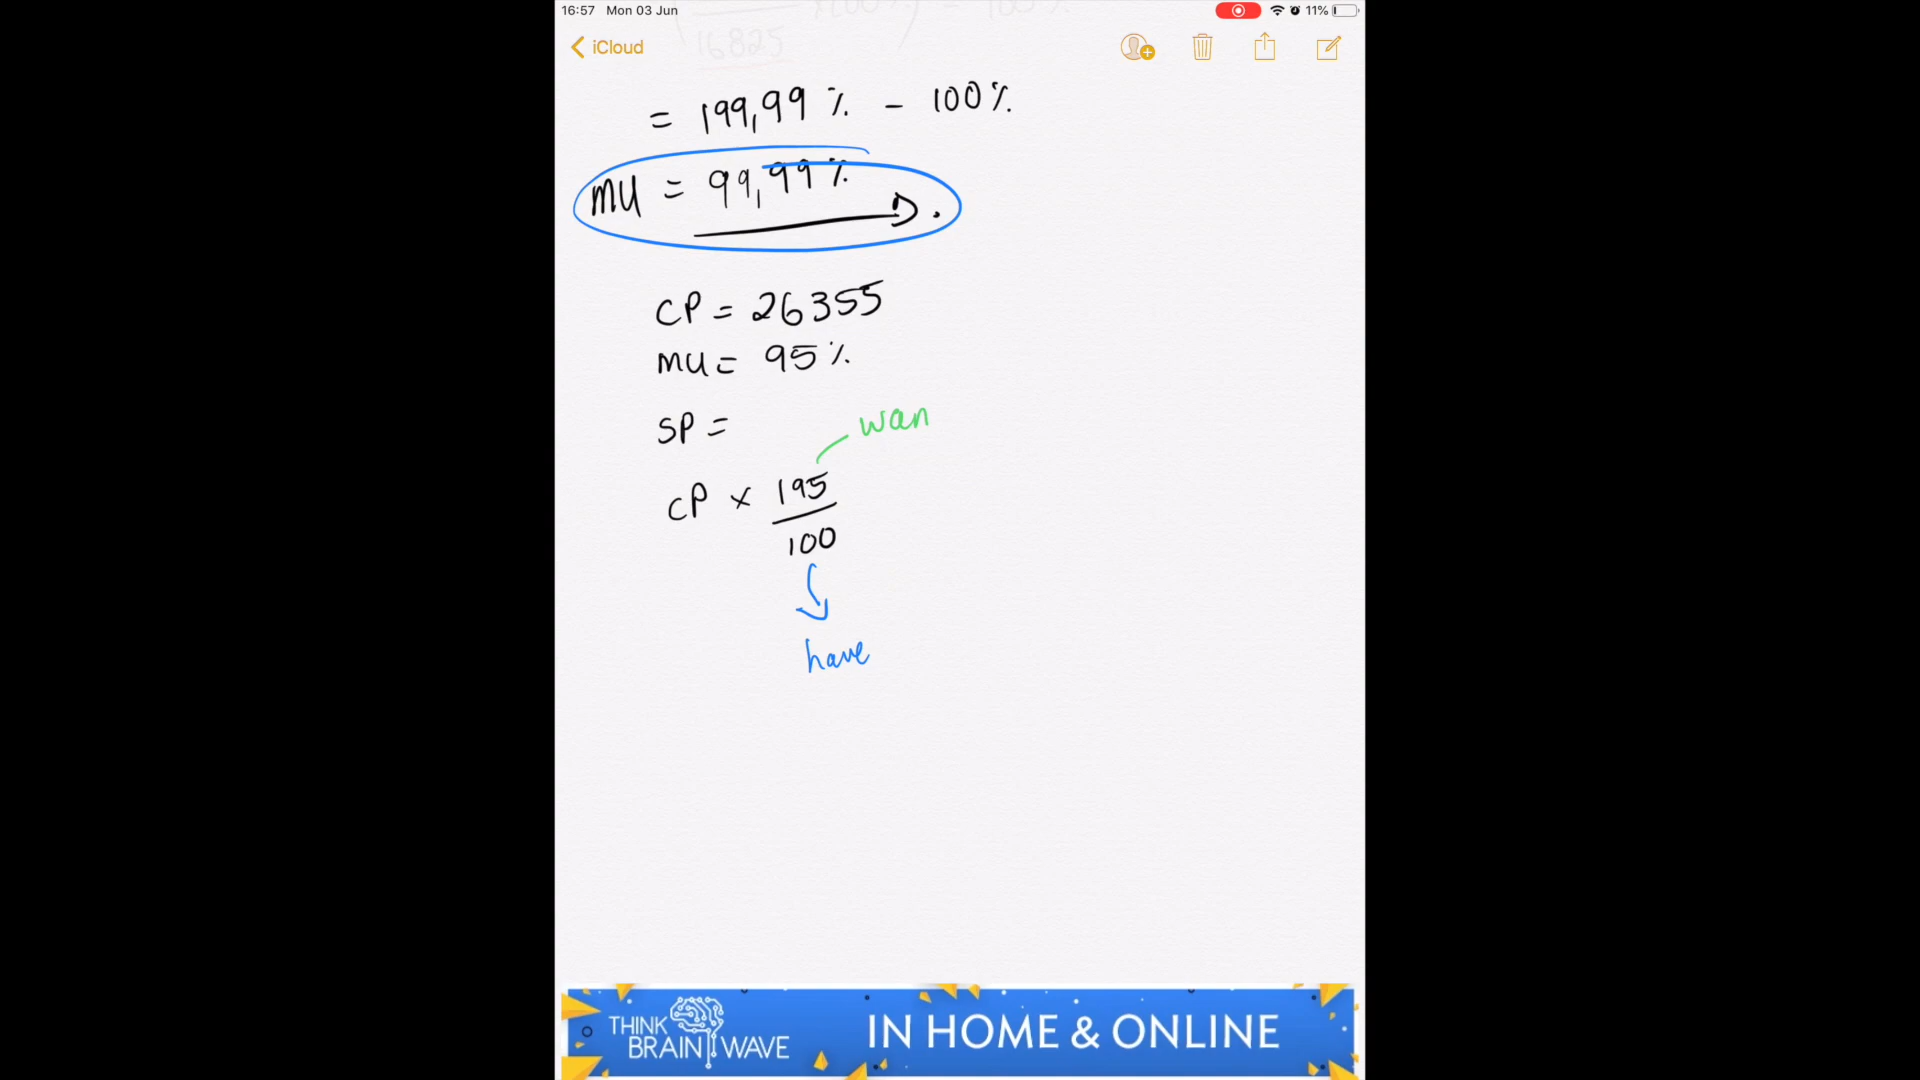 16:57 Mon 03 Jun 11%
16825
iCloud
= 199,99 % - 100%
mu = 99,99 % .
CP = 26355
mu = 95 %
SP =
wan
CP × 195
100
have
THINK BRAIN WAVE
IN HOME & ONLINE